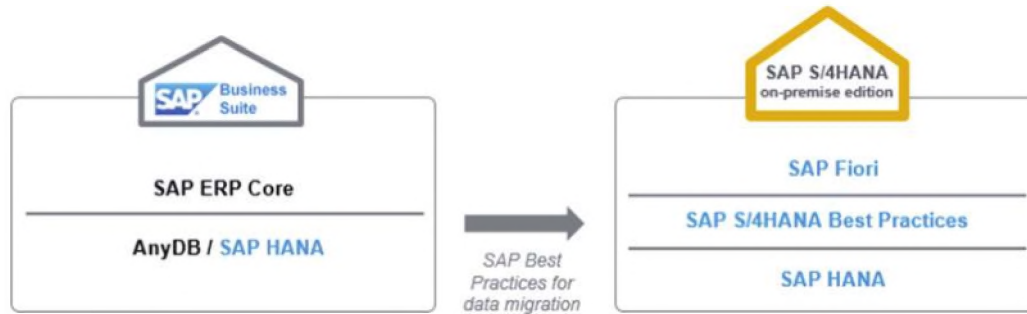 SAP Business
Suite
SAP ERP Core
AnyDB / SAP HANA
SAP Best
Practices for
data migration
SAP S/4HANA
on-premise edition
SAP Fiori
SAP S/4HANA Best Practices
SAP HANA